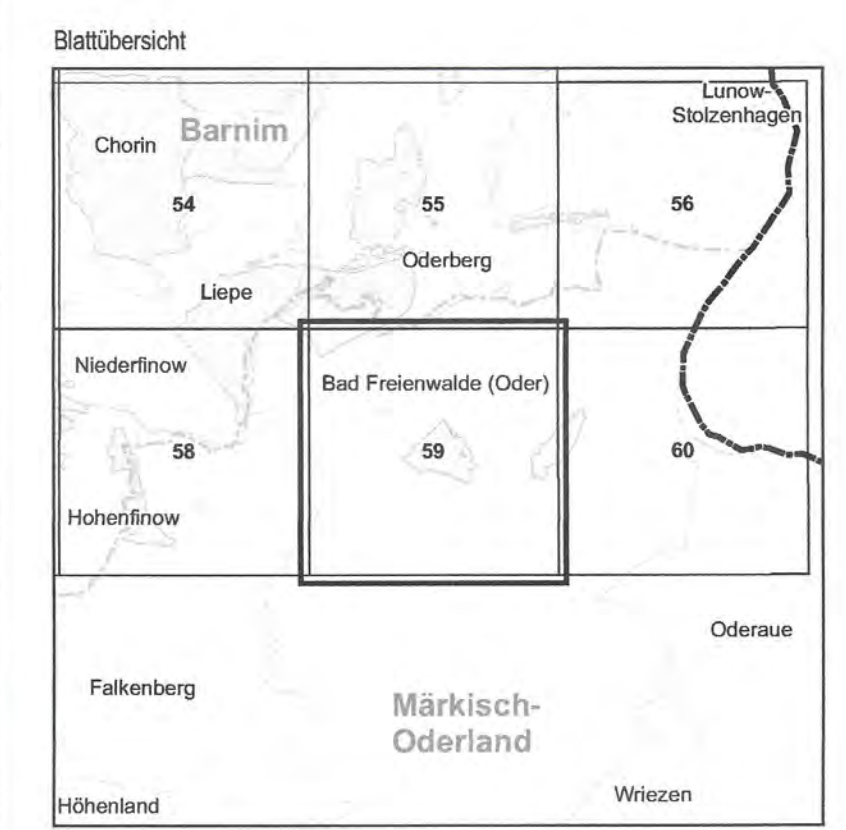 Blattübersicht
Lunow-
Stolzenhagen
Barnim
Chorin
54
55
56
Oderberg
Liepe
Niederfinow
Bad Freienwalde (Oder)
58
59
60
Hohenfinow
Oderaue
Falkenberg
Märkisch-
Oderland
Wriezen
Höhenland